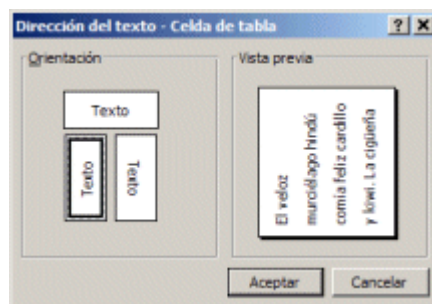 Dirección del texto - Celda de tabla
Orientación
Texto
Texto
Texto
Vista previa
El veloz
murciélago hindú
comía feliz cardillo
y kiwi. La cigüeña
Aceptar
Cancelar